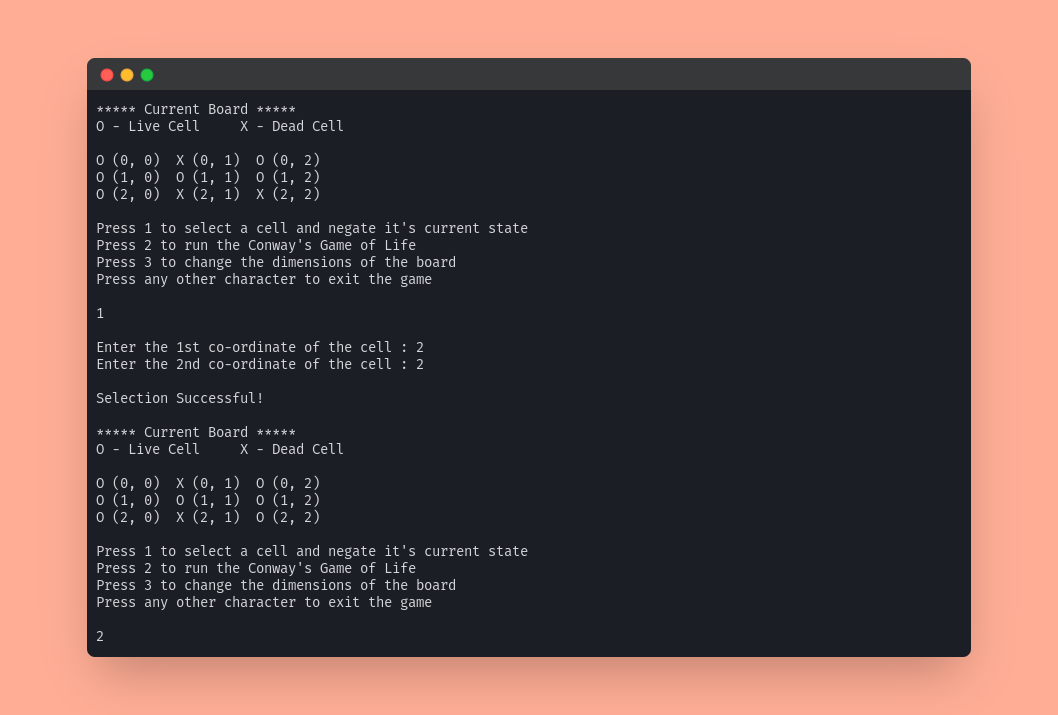 ***** Current Board *****
O - Live Cell     X - Dead Cell
O (0, 0)  X (0, 1)  O (0, 2)
O (1, 0)  O (1, 1)  O (1, 2)
O (2, 0)  X (2, 1)  X (2, 2)
Press 1 to select a cell and negate it's current state
Press 2 to run the Conway's Game of Life
Press 3 to change the dimensions of the board
Press any other character to exit the game
1
Enter the 1st co-ordinate of the cell : 2
Enter the 2nd co-ordinate of the cell : 2
Selection Successful!
***** Current Board *****
O - Live Cell     X - Dead Cell
O (0, 0)  X (0, 1)  O (0, 2)
O (1, 0)  O (1, 1)  O (1, 2)
O (2, 0)  X (2, 1)  O (2, 2)
Press 1 to select a cell and negate it's current state
Press 2 to run the Conway's Game of Life
Press 3 to change the dimensions of the board
Press any other character to exit the game
2